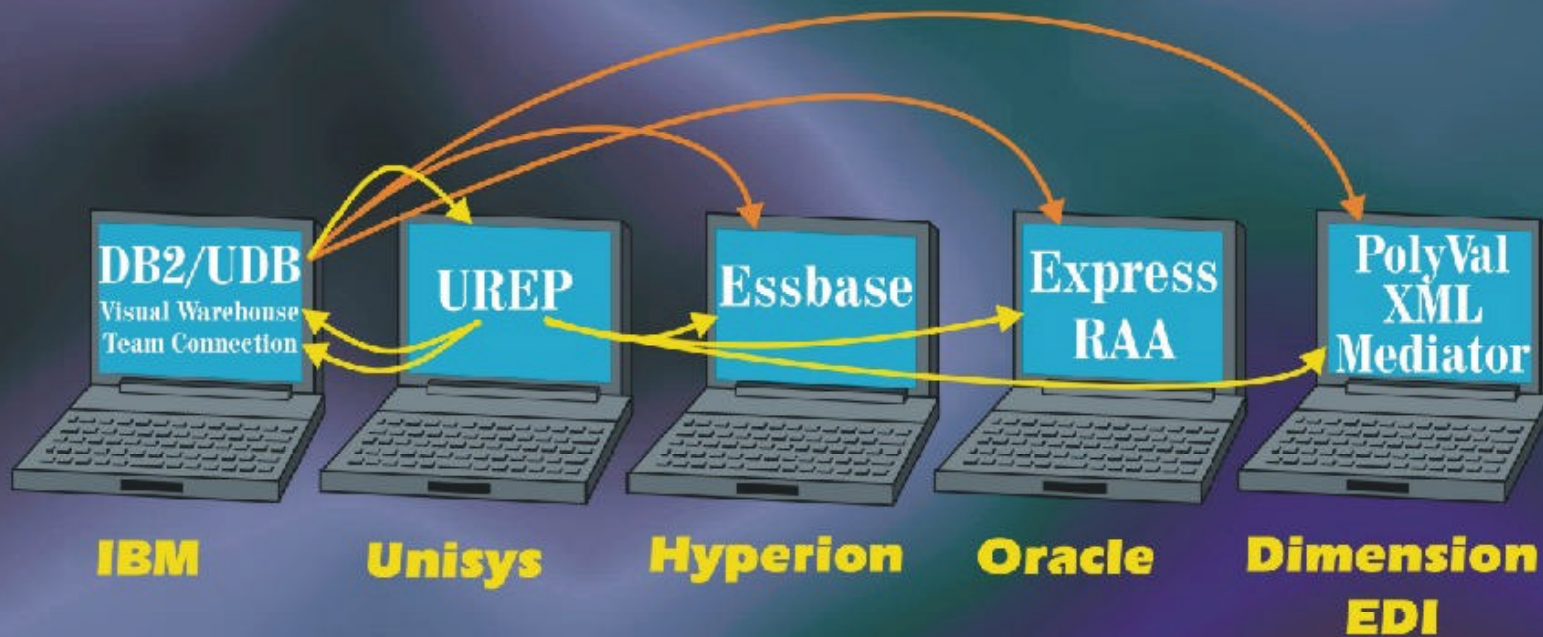 DB2/UDB
Visual Warehouse
Team Connection
UREP
Essbase
Express
RAA
PolyVal
XML
Mediator
IBM
Unisys
Hyperion
Oracle
Dimension
EDI